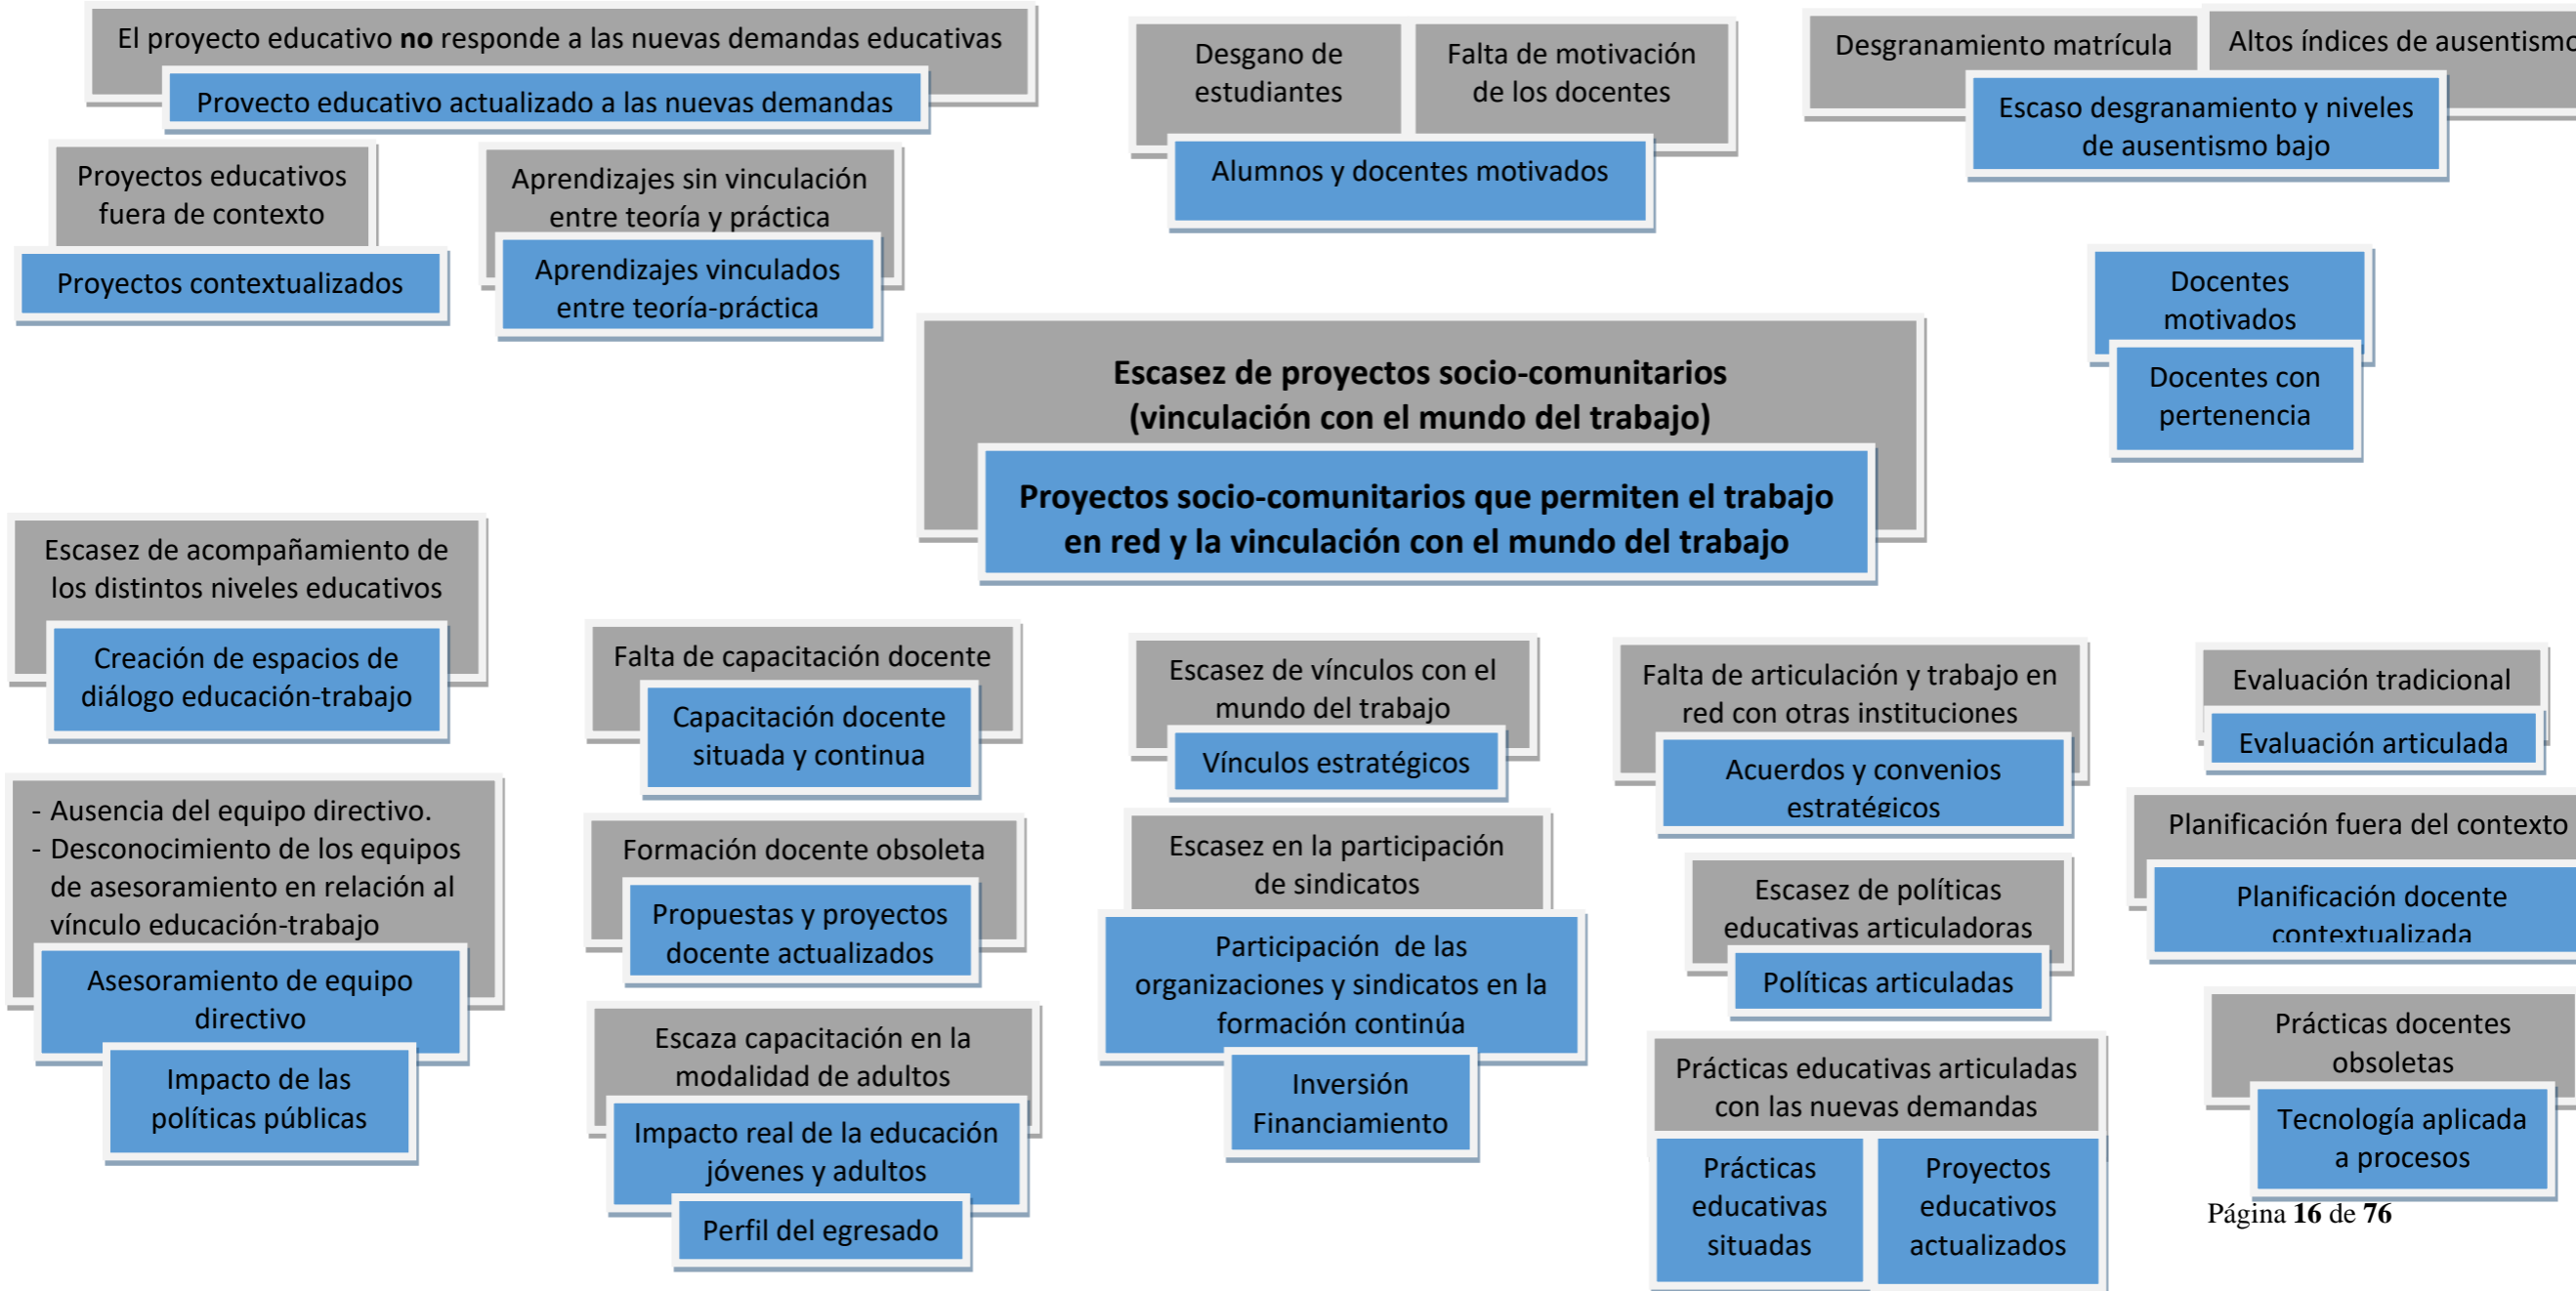 El proyecto educativo no responde a las nuevas demandas educativas
Proyecto educativo actualizado a las nuevas demandas
Desgano de
estudiantes
Falta de motivación
de los docentes
Alumnos y docentes motivados
Desgranamiento matrícula
Altos índices de ausentismo
Escaso desgranamiento y niveles
de ausentismo bajo
Proyectos educativos
fuera de contexto
Proyectos contextualizados
Aprendizajes sin vinculación
entre teoría y práctica
Aprendizajes vinculados
entre teoría-práctica
Docentes
motivados
Docentes con
pertenencia
Escasez de proyectos socio-comunitarios
(vinculación con el mundo del trabajo)
Proyectos socio-comunitarios que permiten el trabajo
en red y la vinculación con el mundo del trabajo
Escasez de acompañamiento de
los distintos niveles educativos
Creación de espacios de
diálogo educación-trabajo
- Ausencia del equipo directivo.
- Desconocimiento de los equipos
de asesoramiento en relación al
vínculo educación-trabajo
Asesoramiento de equipo
directivo
Impacto de las
políticas públicas
Falta de capacitación docente
Capacitación docente
situada y continua
Formación docente obsoleta
Propuestas y proyectos
docente actualizados
Escaza capacitación en la
modalidad de adultos
Impacto real de la educación
jóvenes y adultos
Perfil del egresado
Escasez de vínculos con el
mundo del trabajo
Vínculos estratégicos
Escasez en la participación
de sindicatos
Participación de las
organizaciones y sindicatos en la
formación continúa
Inversión
Financiamiento
Falta de articulación y trabajo en
red con otras instituciones
Acuerdos y convenios
estratégicos
Escasez de políticas
educativas articuladoras
Políticas articuladas
Prácticas educativas articuladas
con las nuevas demandas
Prácticas
educativas
situadas
Proyectos
educativos
actualizados
Evaluación tradicional
Evaluación articulada
Planificación fuera del contexto
Planificación docente
contextualizada
Prácticas docentes
obsoletas
Tecnología aplicada
a procesos
Página 16 de 76